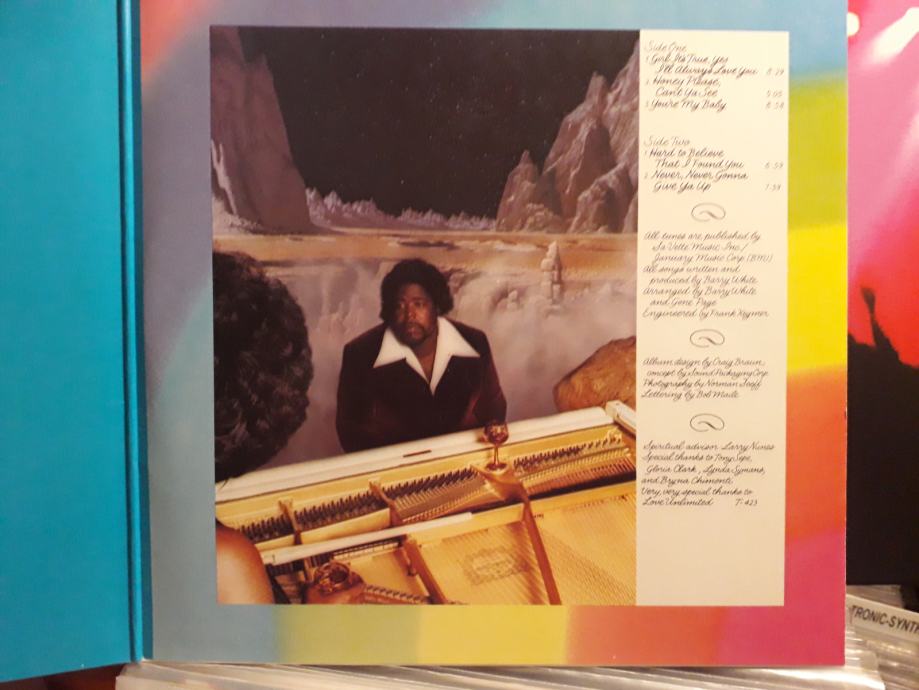 Side One
1. Girl It's True, Yes
I'll Always Love You 8:29
2. Honey Please,
Can't Ya See 5:05
3. You're My Baby 8:58
Side Two
1. Hard to Believe
That I Found You 6:59
2. Never, Never Gonna
Give Ya Up 7:59
All tunes are published by
Sa-Vette Music Inc./
January Music Corp. (BMI)
All songs written and
produced by Barry White
Arranged by Barry White
and Gene Page
Engineered by Frank
Album design by Craig Braun,
concept by Sound Packaging Corp.
Photography by Norman Seeff
Lettering by Bob
Spiritual advisor Larry Nunes
Special thanks to Tony Sepe,
Gloria Clark, Lynda
and Bryna Chimenti
Very, very special thanks to
Love Unlimited T-423
TRONIC-SYNTH